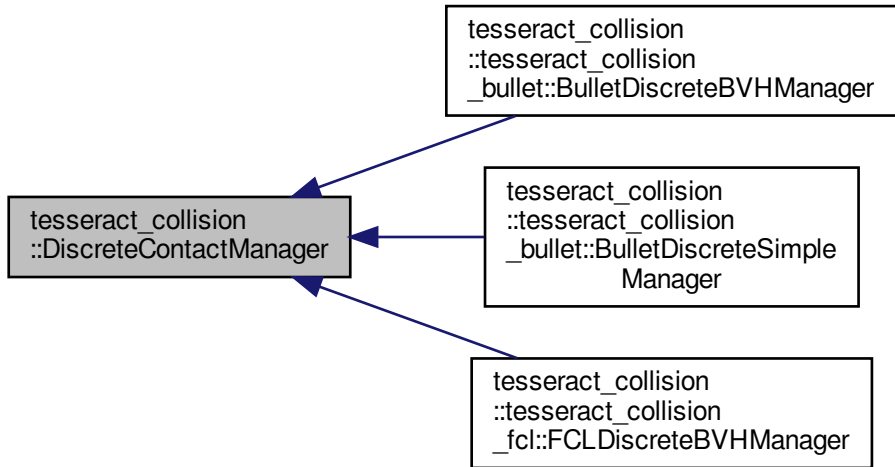 tesseract_collision
::tesseract_collision
_bullet::BulletDiscreteBVHManager
tesseract_collision
::DiscreteContactManager
tesseract_collision
::tesseract_collision
_bullet::BulletDiscreteSimple
Manager
tesseract_collision
::tesseract_collision
_fcl::FCLDiscreteBVHManager